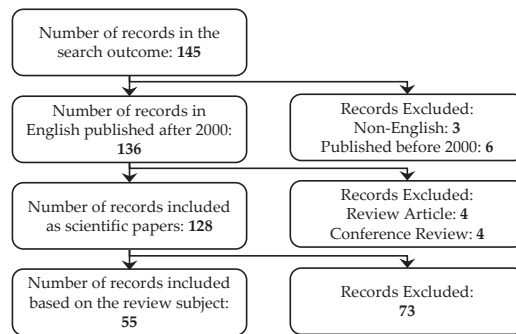 Number of records in the
search outcome: 145
Number of records in
English published after 2000:
136
Records Excluded:
Non-English: 3
Published before 2000: 6
Number of records included
as scientific papers: 128
Records Excluded:
Review Article: 4
Conference Review: 4
Number of records included
based on the review subject:
55
Records Excluded:
73